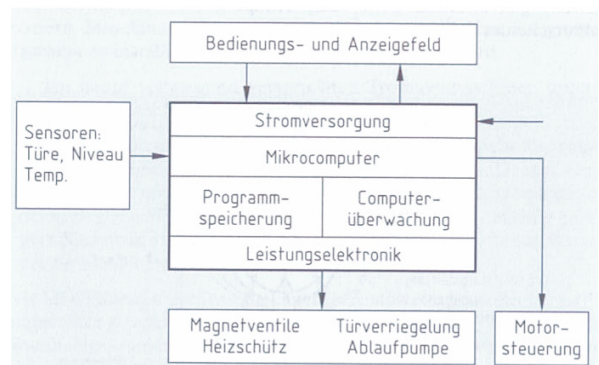 Bedienungs- und Anzeigefeld
Sensoren:
Türe, Niveau
Temp.
Stromversorgung
Mikrocomputer
Programm-
speicherung
Computer-
überwachung
Leistungselektronik
Magnetventile
Heizschütz
Türverriegelung
Ablaufpumpe
Motor-
steuerung